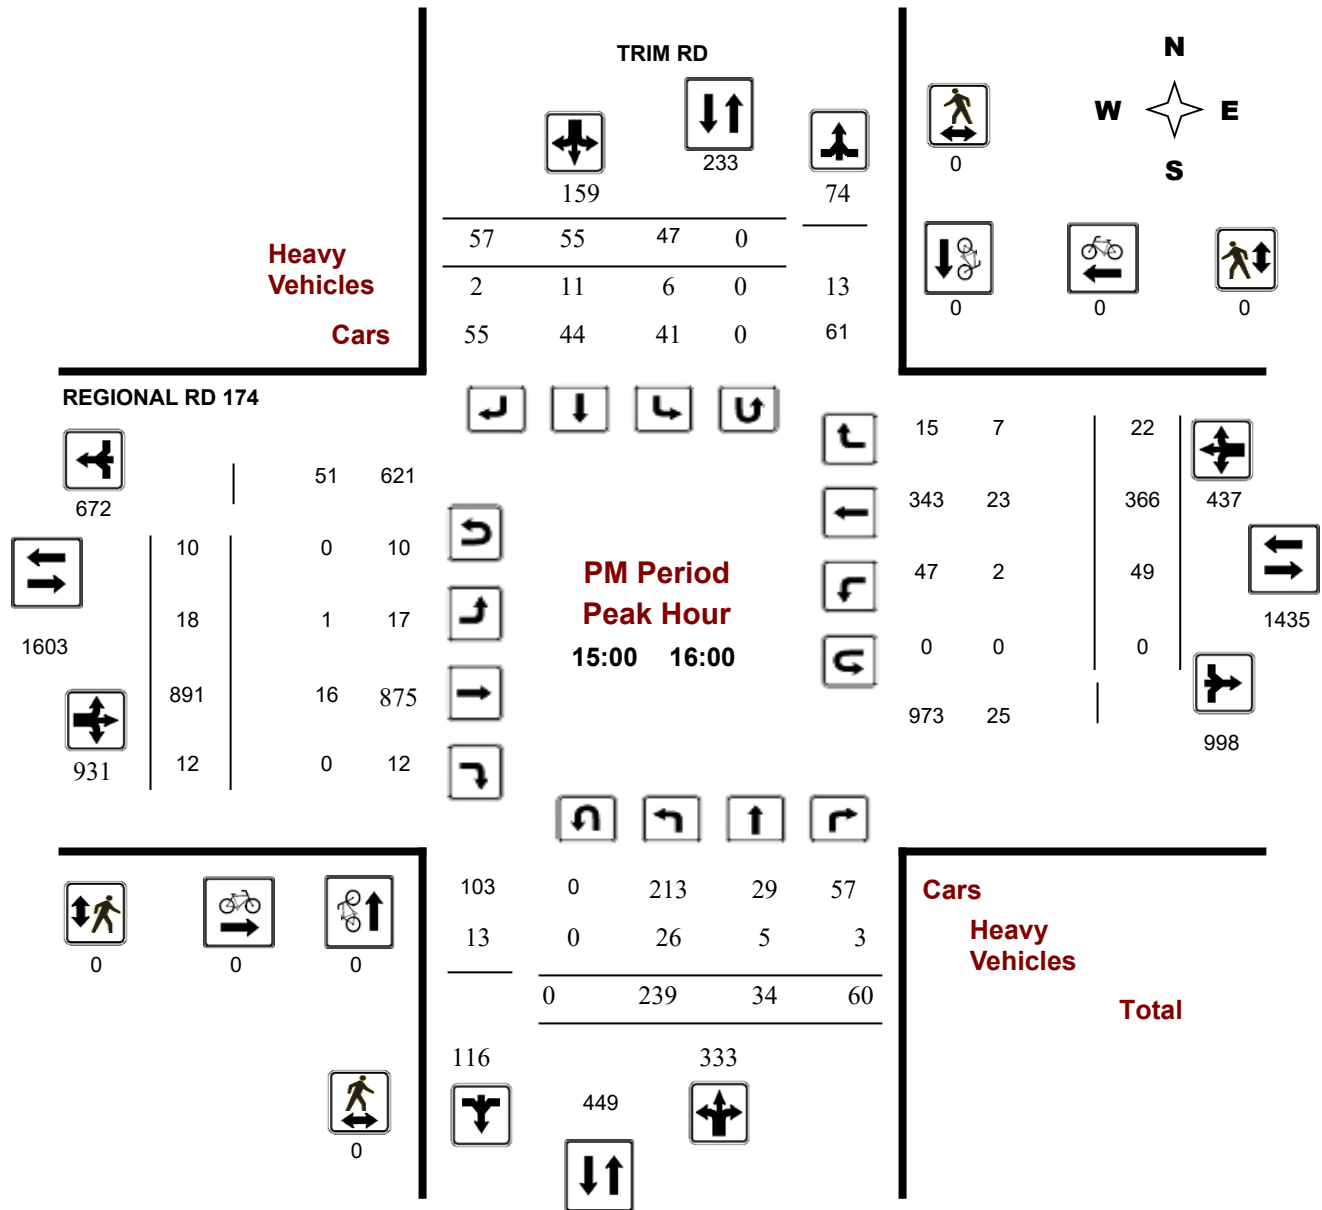 TRIM RD
N
W E
S
233
0
159
74
57 55 47 0
Heavy
Vehicles
2 11 6 0 13
0 0 0
Cars
55 44 41 0 61
REGIONAL RD 174
15 7 22
51 621
672
343 23 366 437
10 0 10
PM Period
47 2 49
Peak Hour
18 1 17
1603
15:00 16:00
0 0 0
1435
891 16 875
973 25
998
931 12 0 12
103 0 213 29 57
Cars
13 0 26 5 3
Heavy
Vehicles
0 0 0
0 239 34 60
Total
116 333
449
0